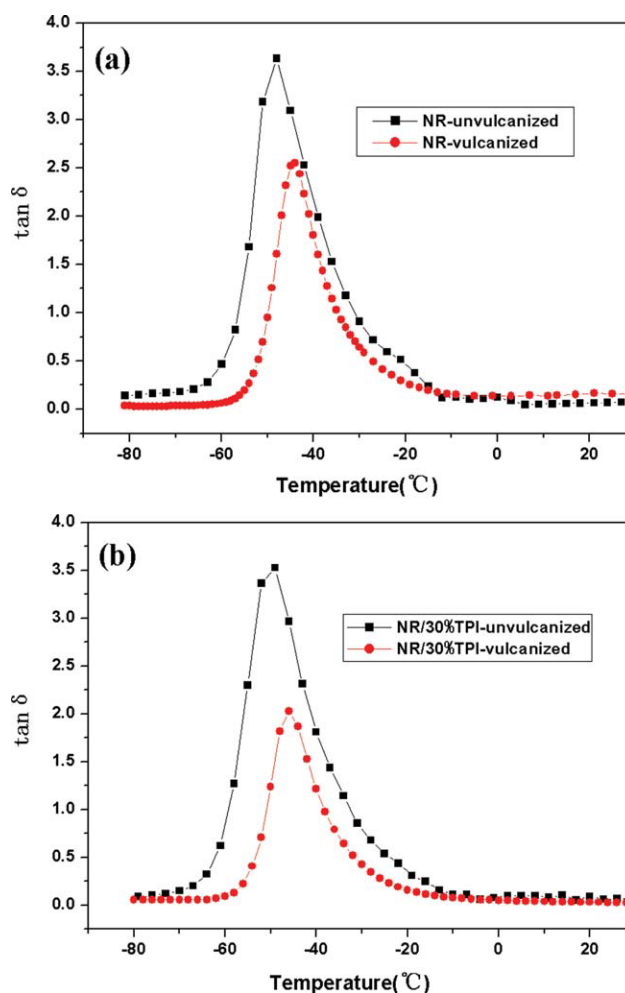 (a)
tan δ
4.0
3.5
3.0
2.5
2.0
1.5
1.0
0.5
0.0
NR-unvulcanized
NR-vulcanized
-80 -60 -40 -20 0 20
Temperature(℃)
(b)
tan δ
4.0
3.5
3.0
2.5
2.0
1.5
1.0
0.5
0.0
NR/30%TPI-unvulcanized
NR/30%TPI-vulcanized
-80 -60 -40 -20 0 20
Temperature(℃)